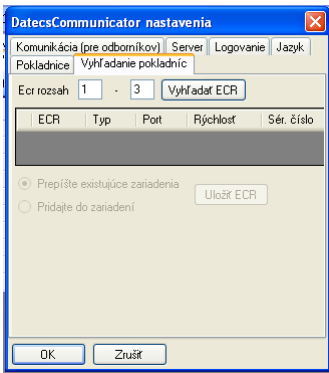 DatecsCommunicator nastavenia
Komunikácia (pre odborníkov) Server Logovanie Jazyk
Pokladnice Vyhľadanie pokladníc
Ecr rozsah 1 - 3 Vyhľadať ECR
ECR Typ Port Rýchlosť Sér. číslo
Prepíšte existujúce zariadenia
Pridajte do zariadení
Uložiť ECR
OK Zrušiť